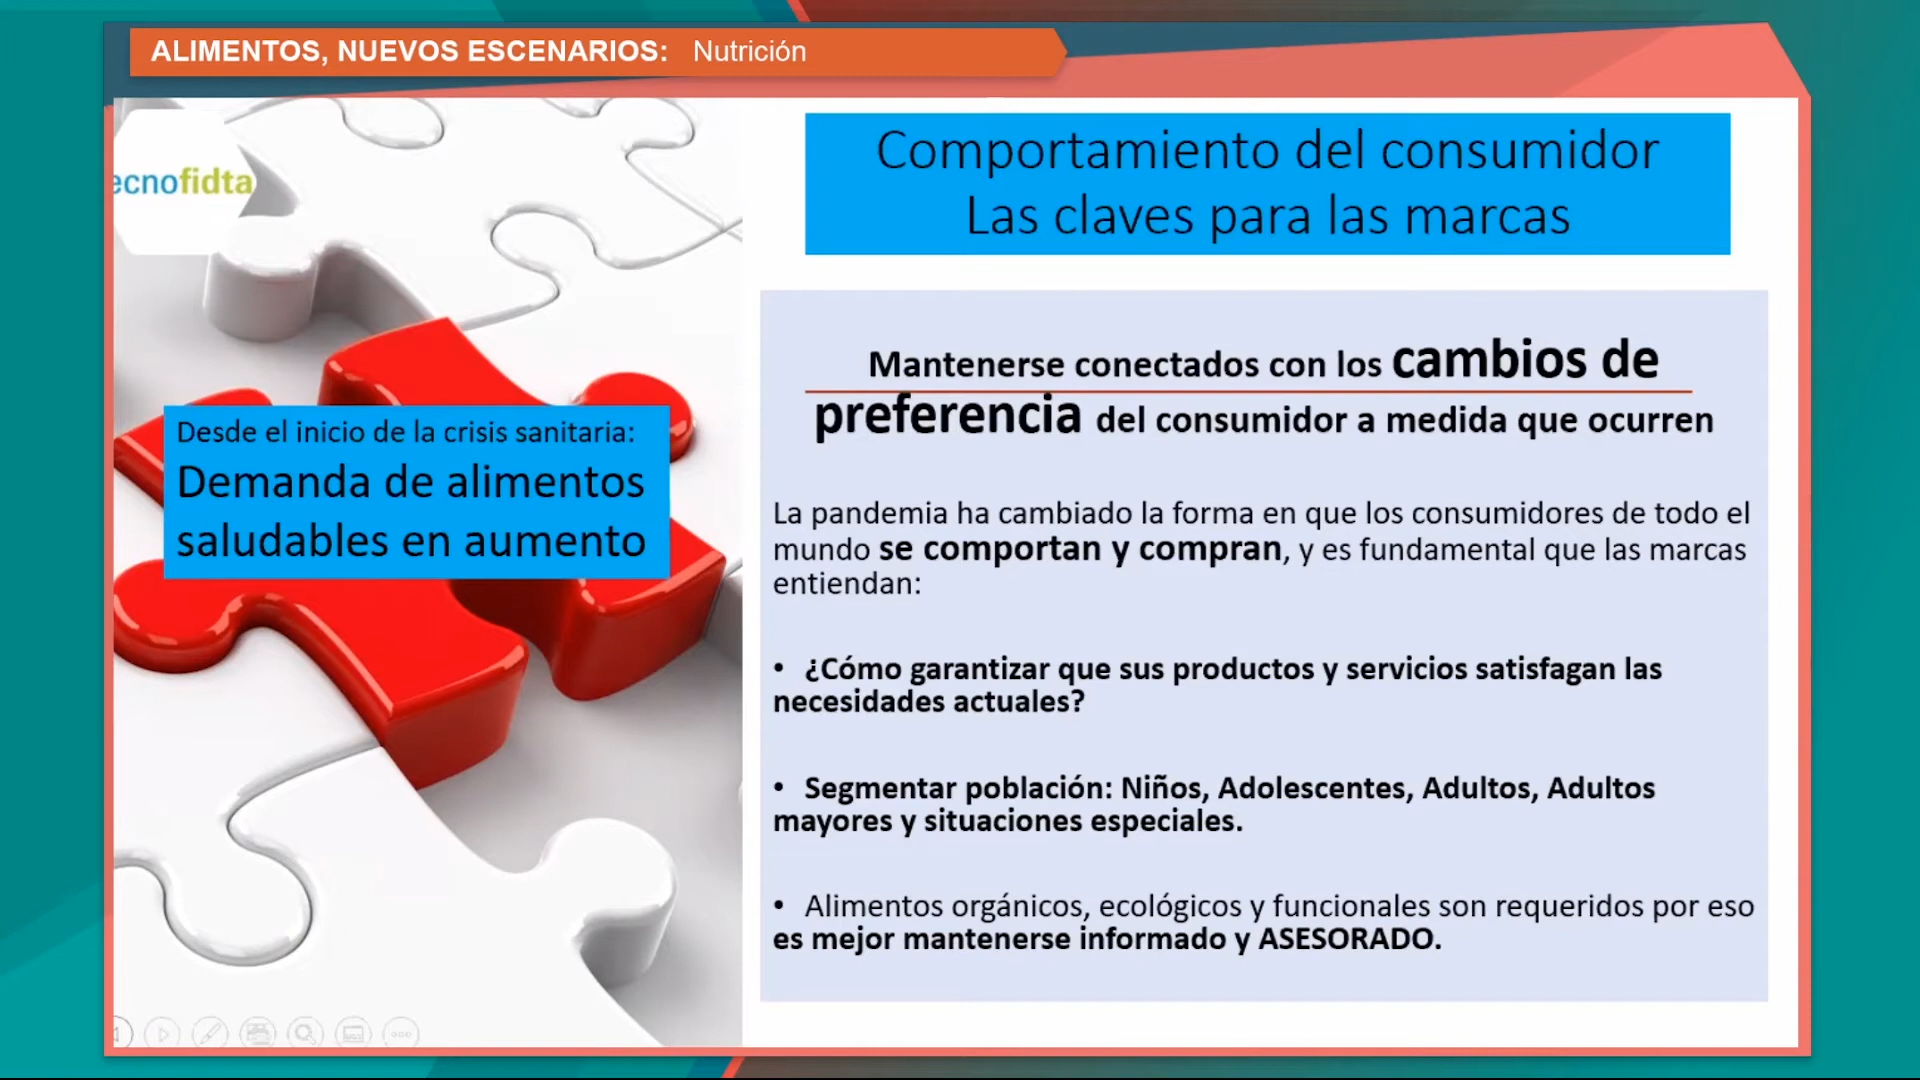 ALIMENTOS, NUEVOS ESCENARIOS: Nutrición
ecnofidta
Desde el inicio de la crisis sanitaria:
Demanda de alimentos
saludables en aumento
Comportamiento del consumidor
Las claves para las marcas
Mantenerse conectados con los cambios de
preferencia del consumidor a medida que ocurren
La pandemia ha cambiado la forma en que los consumidores de todo el
mundo se comportan y compran, y es fundamental que las marcas
entiendan:
• ¿Cómo garantizar que sus productos y servicios satisfagan las
necesidades actuales?
• Segmentar población: Niños, Adolescentes, Adultos, Adultos
mayores y situaciones especiales.
• Alimentos orgánicos, ecológicos y funcionales son requeridos por eso
es mejor mantenerse informado y ASESORADO.